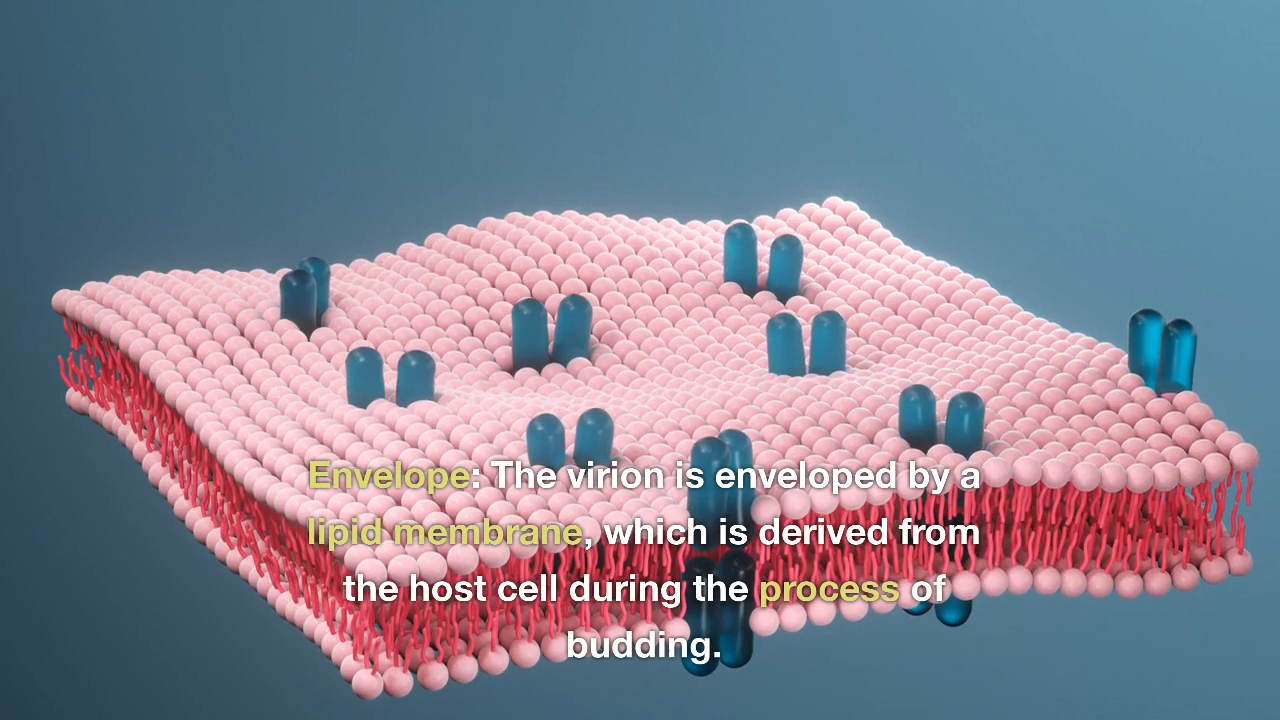 Envelope: The virion is enveloped by a
lipid membrane, which is derived from
the host cell during the process of
budding.